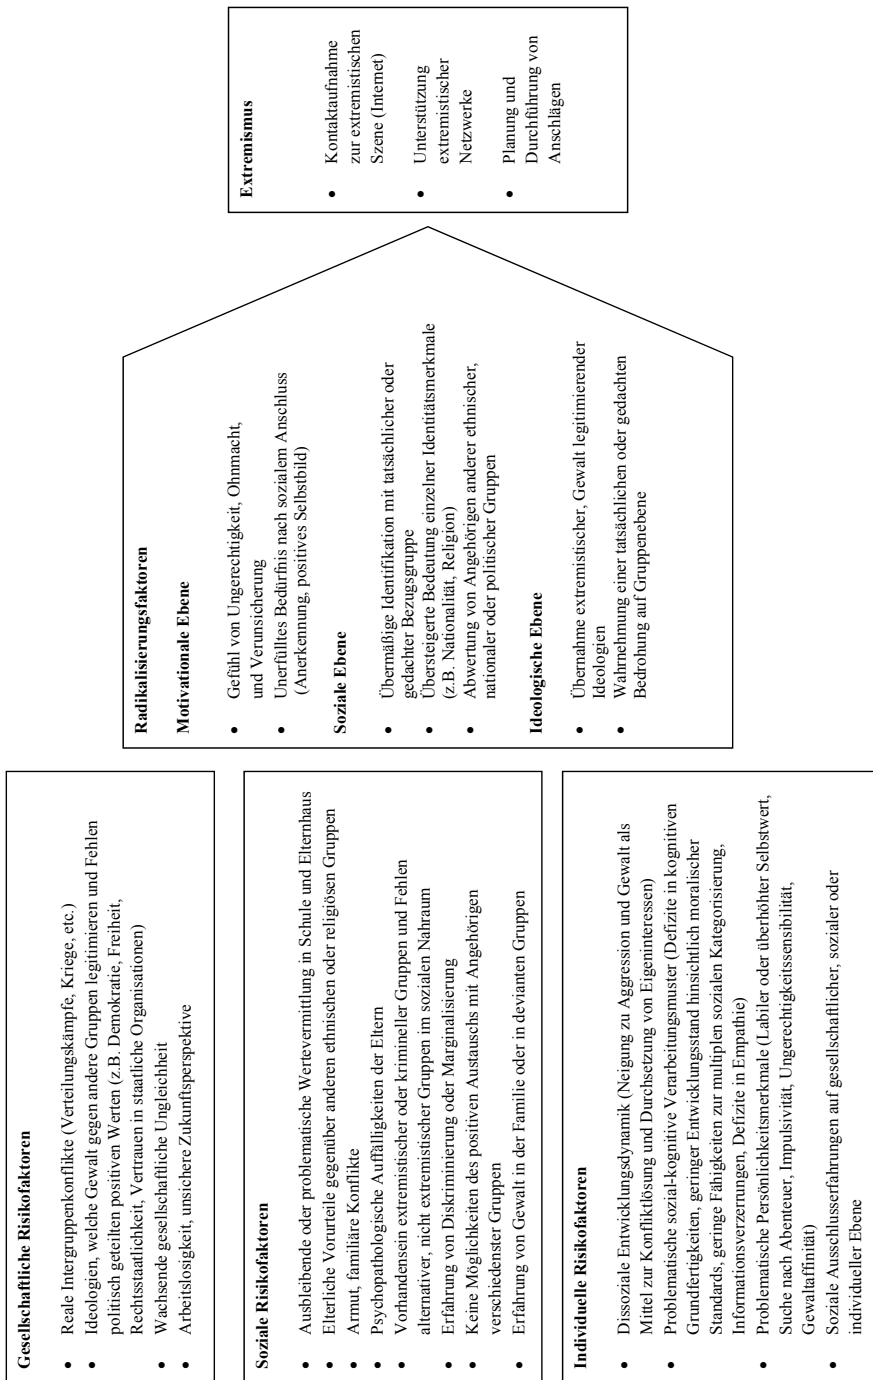 Gesellschaftliche Risikofaktoren
• Reale Intergruppenkonflikte (Verteilungskämpfe, Kriege, etc.)
• Ideologien, welche Gewalt gegen andere Gruppen legitimieren und Fehlen
politisch geteilten positiven Werten (z.B. Demokratie, Freiheit,
Rechtsstaatlichkeit, Vertrauen in staatliche Organisationen)
• Wachsende gesellschaftliche Ungleichheit
• Arbeitslosigkeit, unsichere Zukunftsperspektive
Soziale Risikofaktoren
• Ausbleibende oder problematische Wertevermittlung in Schule und Elternhaus
• Elterliche Vorurteile gegenüber anderen ethnischen oder religiösen Gruppen
• Armut, familiäre Konflikte
• Psychopathologische Auffälligkeiten der Eltern
• Vorhandensein extremistischer oder krimineller Gruppen und Fehlen
alternativer, nicht extremistischer Gruppen im sozialen Nahraum
• Erfahrung von Diskriminierung oder Marginalisierung
• Keine Möglichkeiten des positiven Austauschs mit Angehörigen
verschiedenster Gruppen
• Erfahrung von Gewalt in der Familie oder in devianten Gruppen
Individuelle Risikofaktoren
• Dissoziale Entwicklungsdynamik (Neigung zu Aggression und Gewalt als
Mittel zur Konfliktlösung und Durchsetzung von Eigeninteressen)
• Problematische sozial-kognitive Verarbeitungsmuster (Defizite in kognitiven
Grundfertigkeiten, geringer Entwicklungsstand hinsichtlich moralischer
Standards, geringe Fähigkeiten zur multiplen sozialen Kategorisierung,
Informationsverzerrungen, Defizite in Empathie)
• Problematische Persönlichkeitsmerkmale (Labiler oder überhöhter Selbstwert,
Suche nach Abenteuer, Impulsivität, Ungerechtigkeitssensibilität,
Gewaltaffinität)
• Soziale Ausschlusserfahrungen auf gesellschaftlicher, sozialer oder
individueller Ebene
Radikalisierungsfaktoren
Motivationale Ebene
• Gefühl von Ungerechtigkeit, Ohnmacht,
und Verunsicherung
• Unerfülltes Bedürfnis nach sozialem Anschluss
(Anerkennung, positives Selbstbild)
Soziale Ebene
• Übermäßige Identifikation mit tatsächlicher oder
gedachter Bezugsgruppe
• Übersteigerte Bedeutung einzelner Identitätsmerkmale
(z.B. Nationalität, Religion)
• Abwertung von Angehörigen anderer ethnischer,
nationaler oder politischer Gruppen
Ideologische Ebene
• Übernahme extremistischer, Gewalt legitimierender
Ideologien
• Wahrnehmung einer tatsächlichen oder gedachten
Bedrohung auf Gruppenebene
Extremismus
• Kontaktaufnahme
zur extremistischen
Szene (Internet)
• Unterstützung
extremistischer
Netzwerke
• Planung und
Durchführung von
Anschlägen